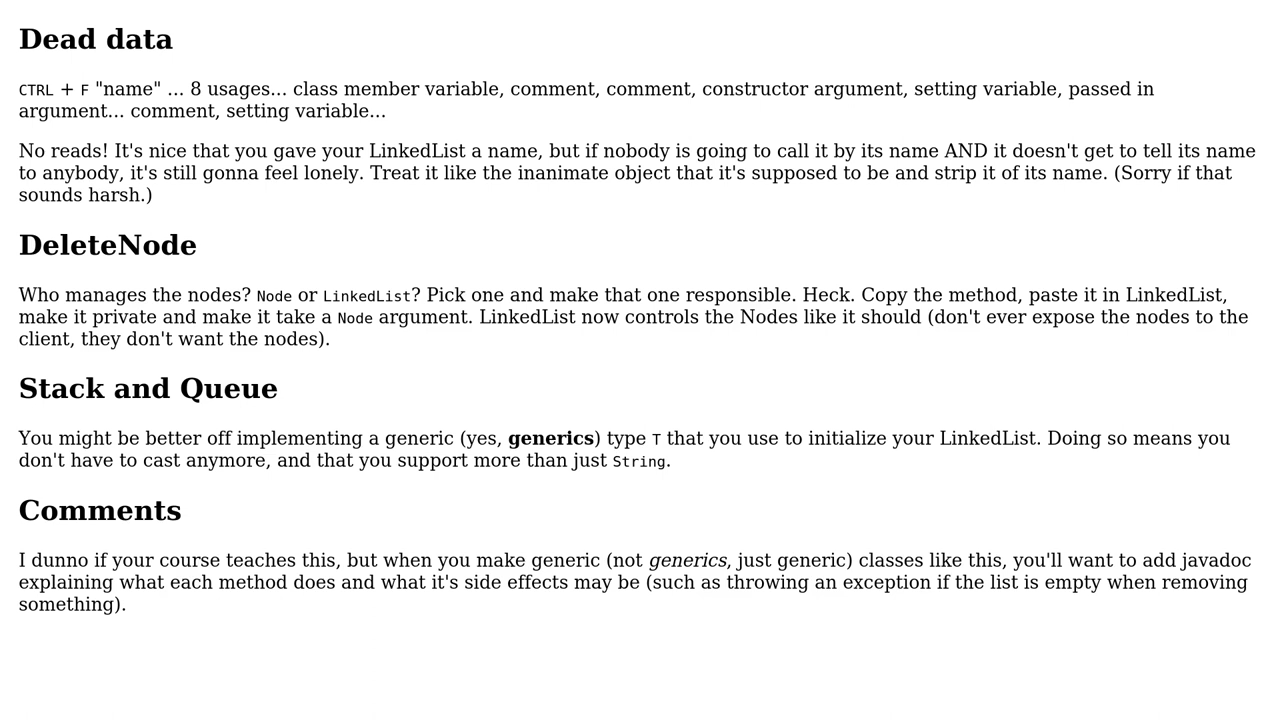 Dead data
CTRL + F "name" ... 8 usages... class member variable, comment, comment, constructor argument, setting variable, passed in
argument... comment, setting variable...
No reads! It's nice that you gave your LinkedList a name, but if nobody is going to call it by its name AND it doesn't get to tell its name
to anybody, it's still gonna feel lonely. Treat it like the inanimate object that it's supposed to be and strip it of its name. (Sorry if that
sounds harsh.)
DeleteNode
Who manages the nodes? Node or LinkedList? Pick one and make that one responsible. Heck. Copy the method, paste it in LinkedList,
make it private and make it take a Node argument. LinkedList now controls the Nodes like it should (don't ever expose the nodes to the
client, they don't want the nodes).
Stack and Queue
You might be better off implementing a generic (yes, generics) type T that you use to initialize your LinkedList. Doing so means you
don't have to cast anymore, and that you support more than just String.
Comments
I dunno if your course teaches this, but when you make generic (not generics, just generic) classes like this, you'll want to add javadoc
explaining what each method does and what it's side effects may be (such as throwing an exception if the list is empty when removing
something).